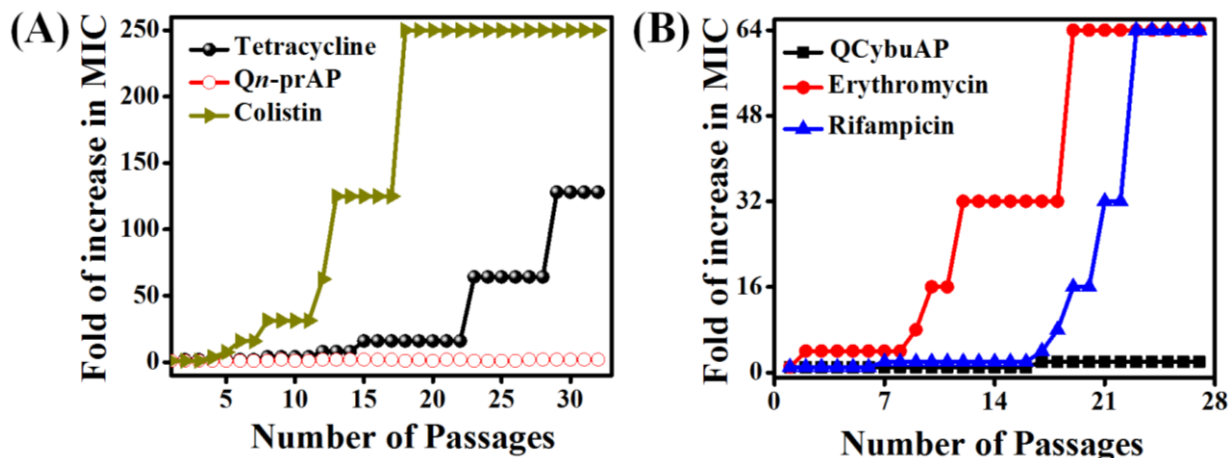 (A)
Fold of increase in MIC
250
200
150
100
50
0
Tetracycline
Qn-prAP
Colistin
5 10 15 20 25 30
Number of Passages
(B)
Fold of increase in MIC
64
48
32
16
0
QCybuAP
Erythromycin
Rifampicin
0 7 14 21 28
Number of Passages